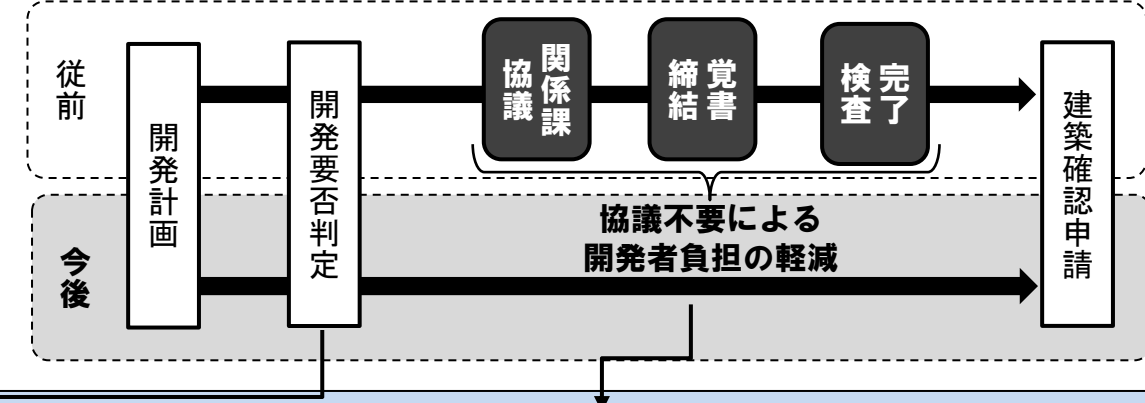 従前
開発計画
開発要否判定
関係課
協議
覚書
締結
完了
検査
建築確認申請
今後
協議不要による
開発者負担の軽減